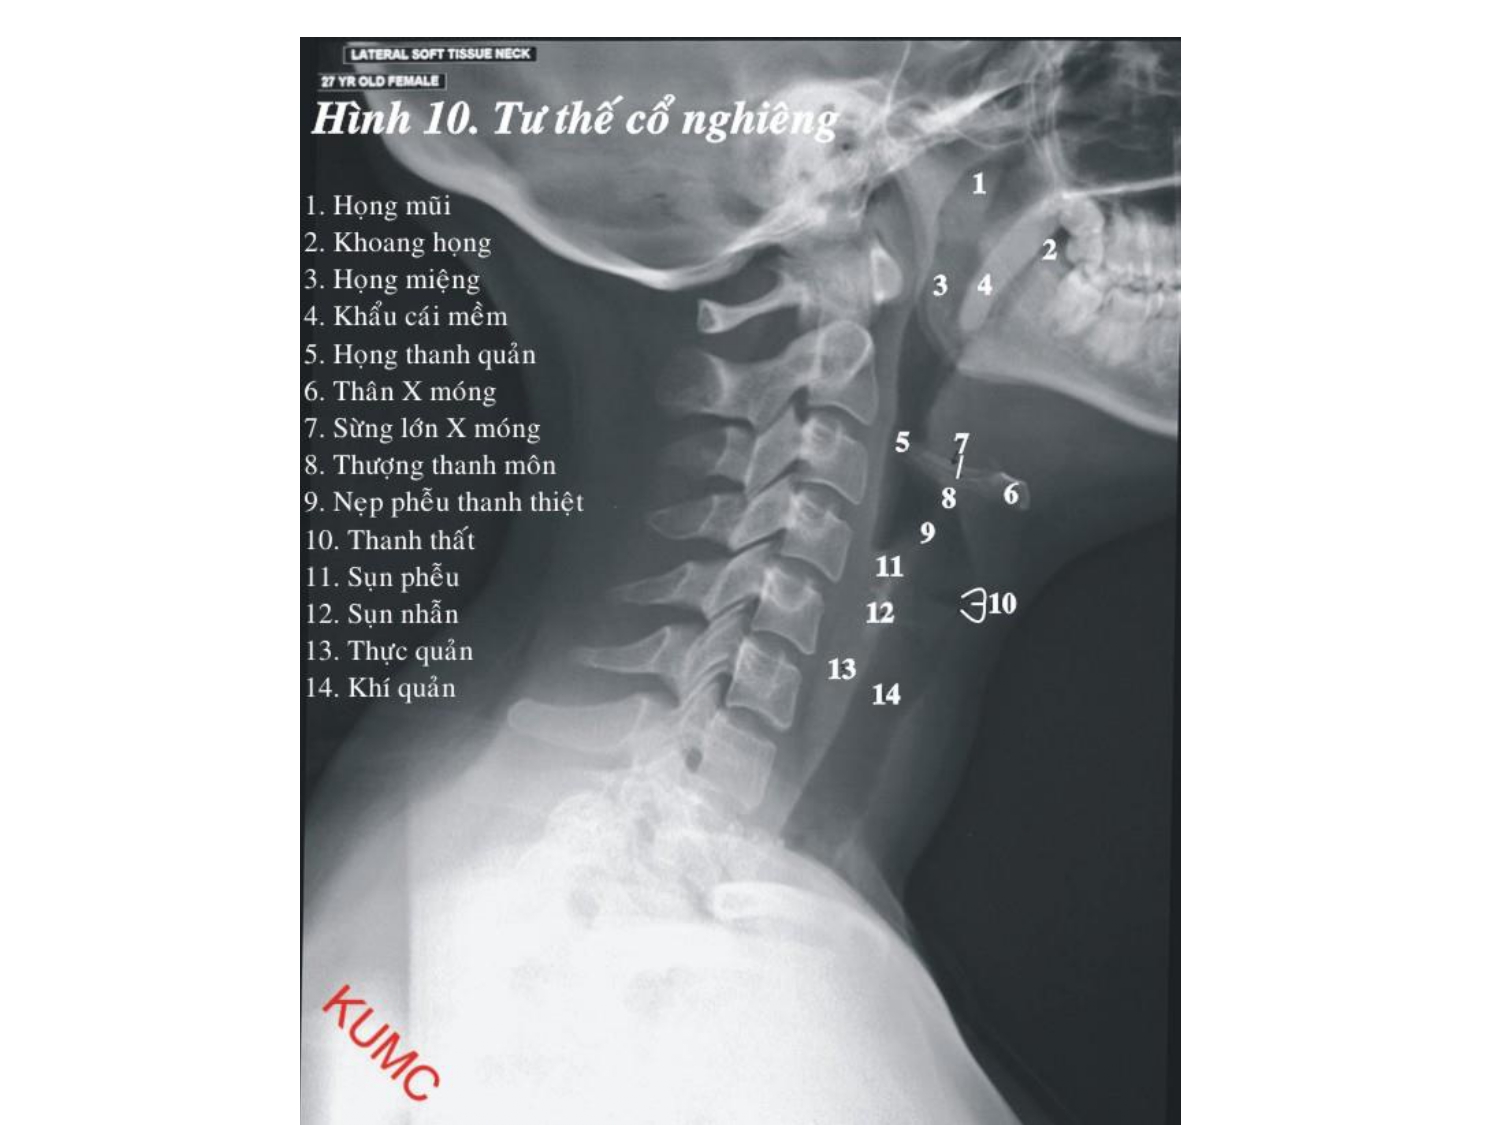 LATERAL SOFT TISSUE NECK
27 YR OLD FEMALE
Hình 10. Tư thế cổ nghiêng
1. Họng mũi
2. Khoang họng
3. Họng miệng
4. Khẩu cái mềm
5. Họng thanh quản
6. Thân X móng
7. Sừng lớn X móng
8. Thượng thanh môn
9. Nẹp phễu thanh thiệt
10. Thanh thất
11. Sụn phễu
12. Sụn nhẫn
13. Thực quản
14. Khí quản
1
2
3 4
5 7
8 6
9
11
12 10
13
14
KUMC